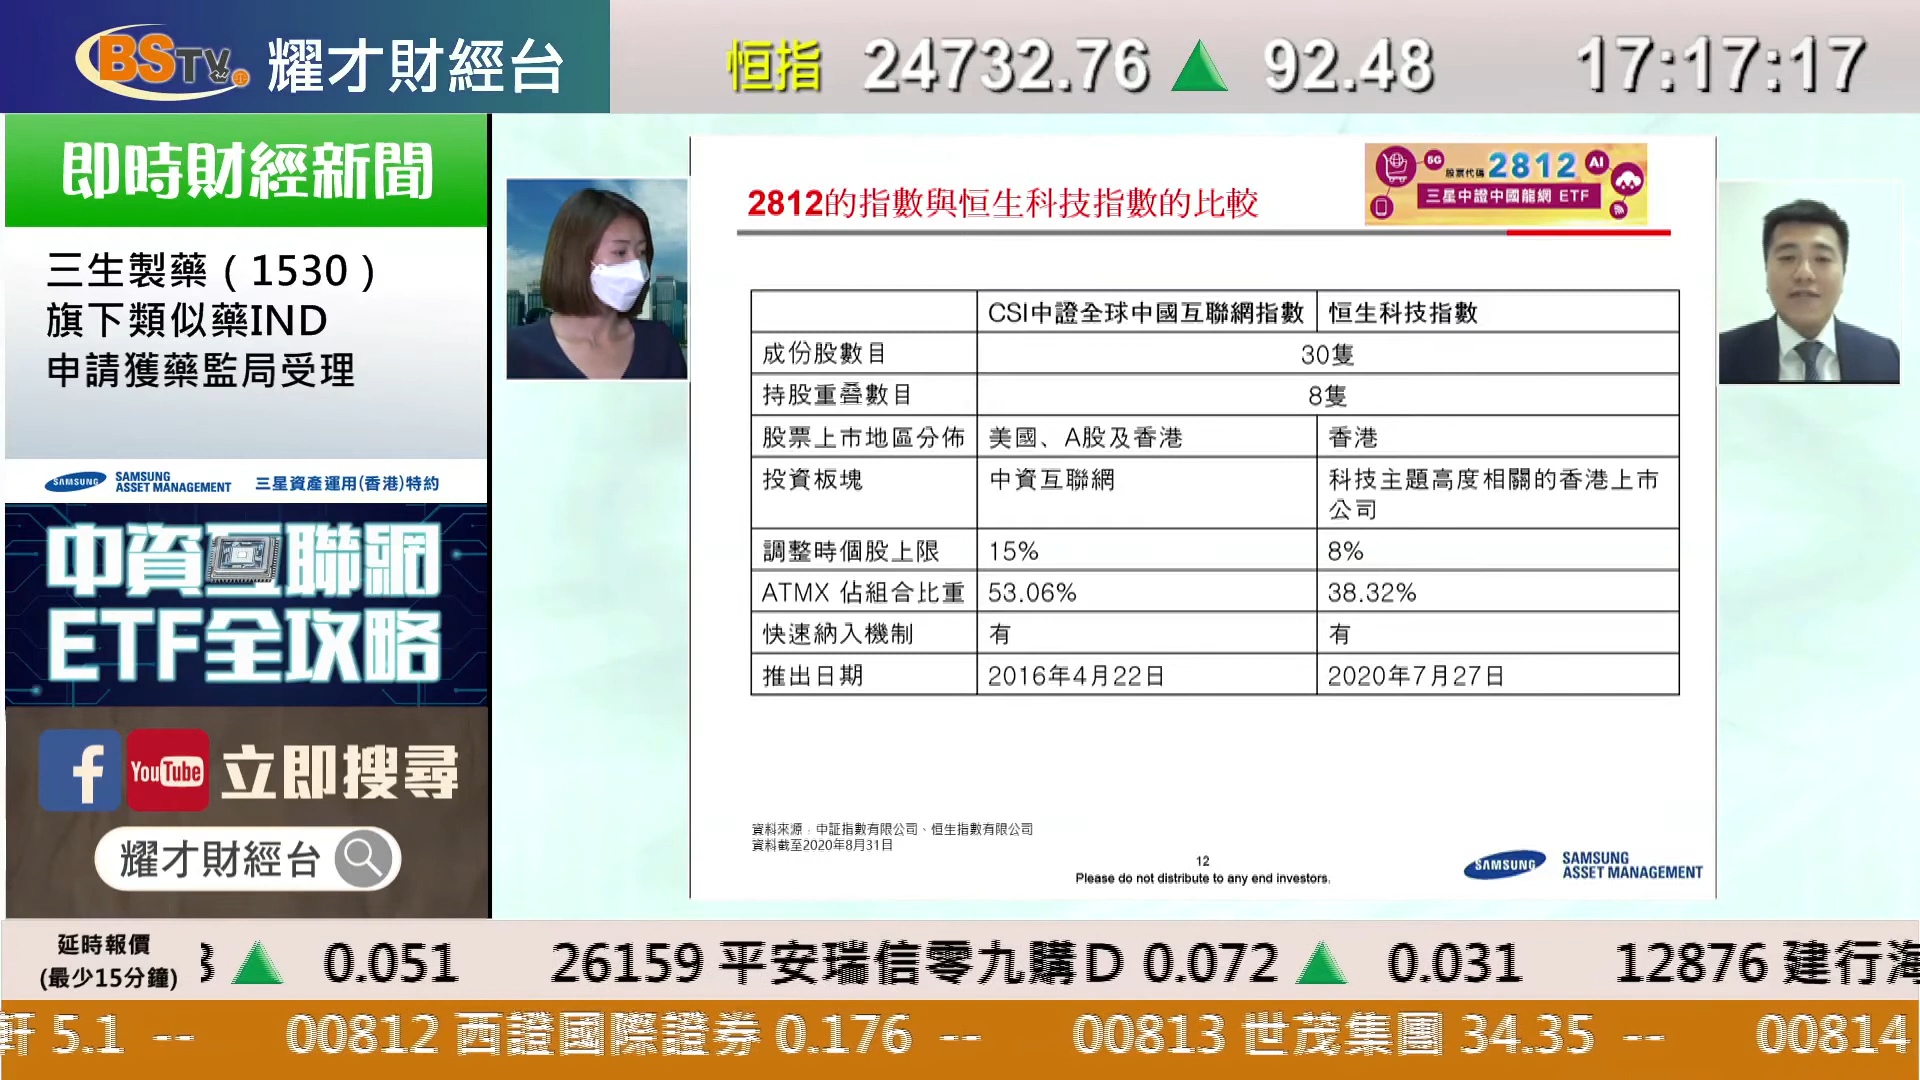 BSTV 耀才財經台
恒指 24732.76 ▲ 92.48 17:17:17
即時財經新聞
三生製藥（1530）
旗下類似藥IND
申請獲藥監局受理
SAMSUNG SAMSUNG ASSET MANAGEMENT 三星資產運用(香港)特約
中資互聯網
ETF全攻略
f YouTube 立即搜尋
耀才財經台
2812的指數與恒生科技指數的比較
5G 股票代碼 2812 AI
三星中證中國龍網 ETF
CSI中證全球中國互聯網指數 恒生科技指數
成份股數目 30隻
持股重叠數目 8隻
股票上市地區分佈 美國、A股及香港 香港
投資板塊 中資互聯網 科技主題高度相關的香港上市
公司
調整時個股上限 15% 8%
ATMX 佔組合比重 53.06% 38.32%
快速納入機制 有 有
推出日期 2016年4月22日 2020年7月27日
資料來源﹕中証指數有限公司、恒生指數有限公司
資料截至2020年8月31日
12
Please do not distribute to any end investors.
SAMSUNG SAMSUNG
ASSET MANAGEMENT
延時報價
(最少15分鐘)
▲ 0.051 26159 平安瑞信零九購D 0.072 ▲ 0.031 12876 建行海
軒 5.1 -- 00812 西證國際證券 0.176 -- 00813 世茂集團 34.35 -- 00814